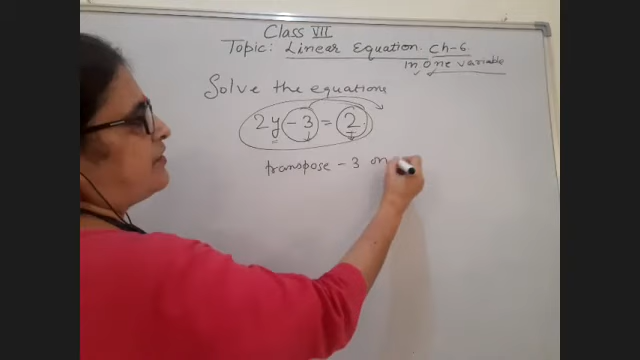 Class VII
Topic: Linear Equation Ch-6
in One variable
Solve the equations
2y - 3 = 2
transpose - 3 on